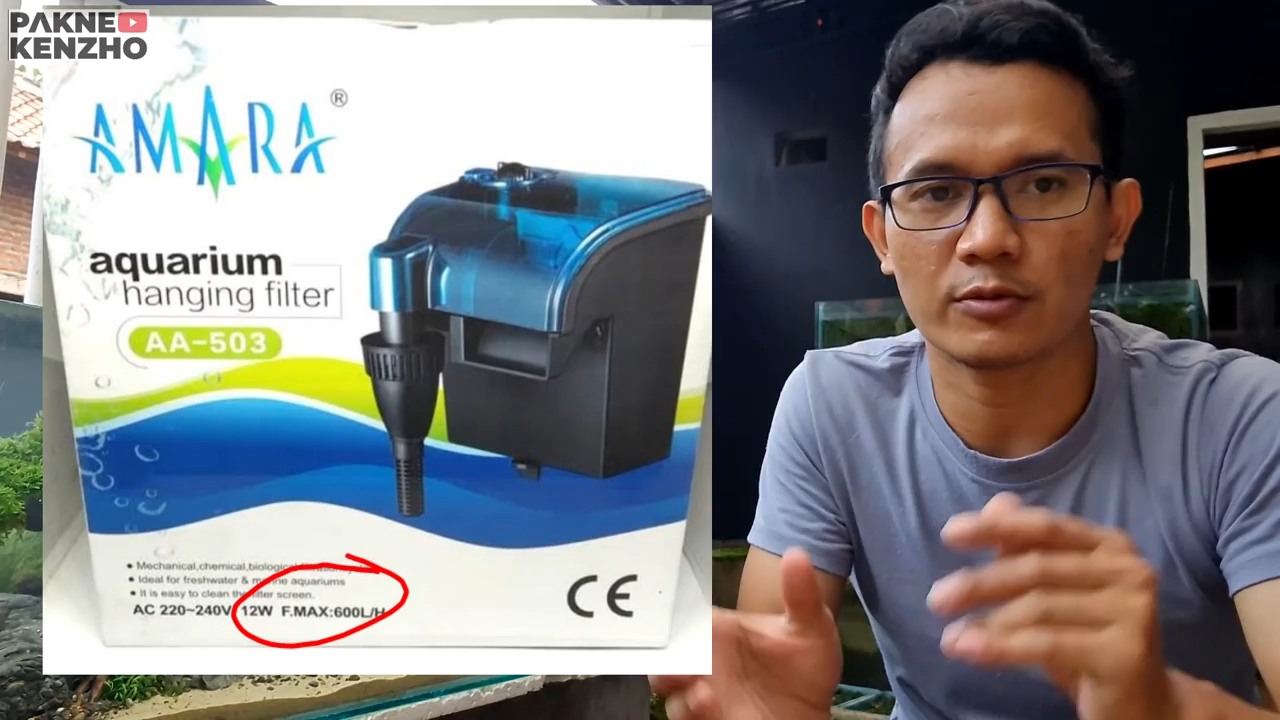 PAKNE
KENZHO
AMARA®
aquarium
hanging filter
AA-503
Mechanical,chemical,biological
Ideal for freshwater & marine aquariums
It is easy to clean the filter screen.
AC 220~240V 12W F.MAX:600L/H
CE